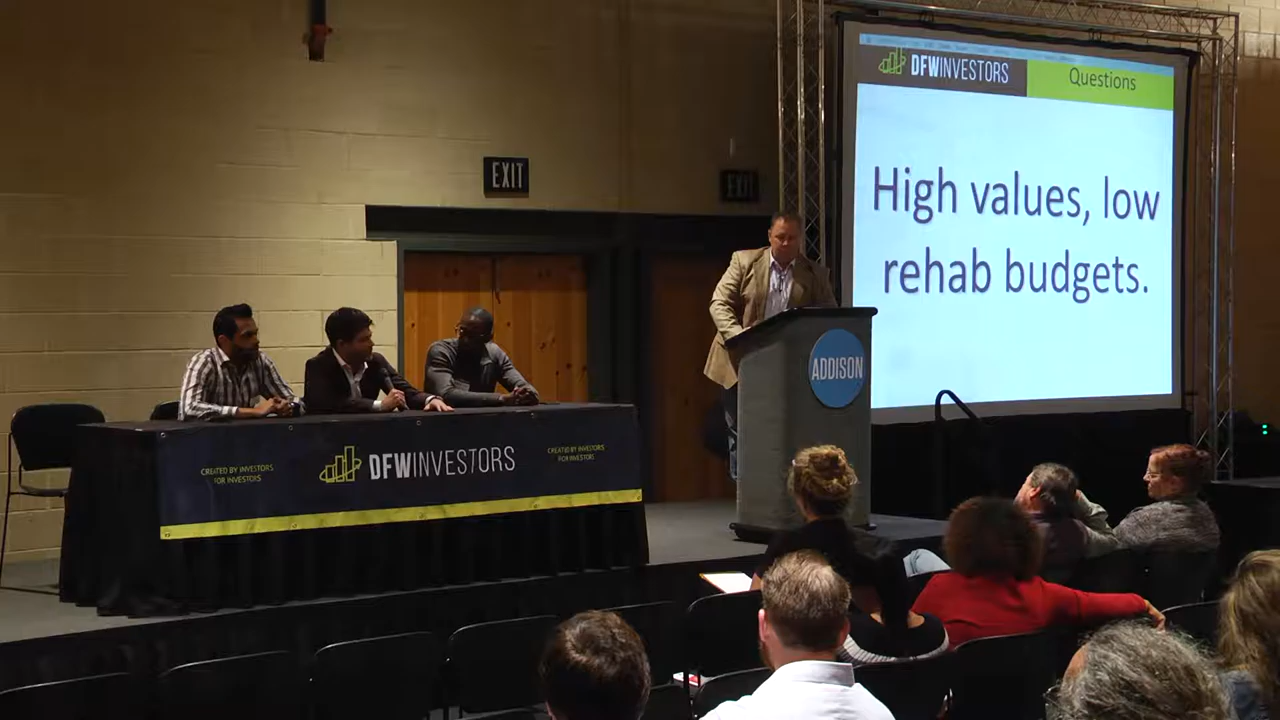 DFWINVESTORS
Questions
High values, low
rehab budgets.
EXIT
EXIT
ADDISON
CREATED BY INVESTORS
FOR INVESTORS
DFWINVESTORS
CREATED BY INVESTORS
FOR INVESTORS